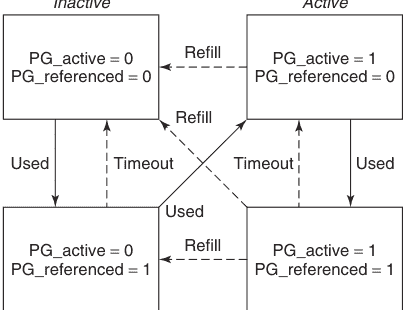 Inactive
Active
PG_active = 0
PG_referenced = 0
Refill
PG_active = 1
PG_referenced = 0
Refill
Used
Timeout
Timeout
Used
Used
PG_active = 0
PG_referenced = 1
Refill
PG_active = 1
PG_referenced = 1